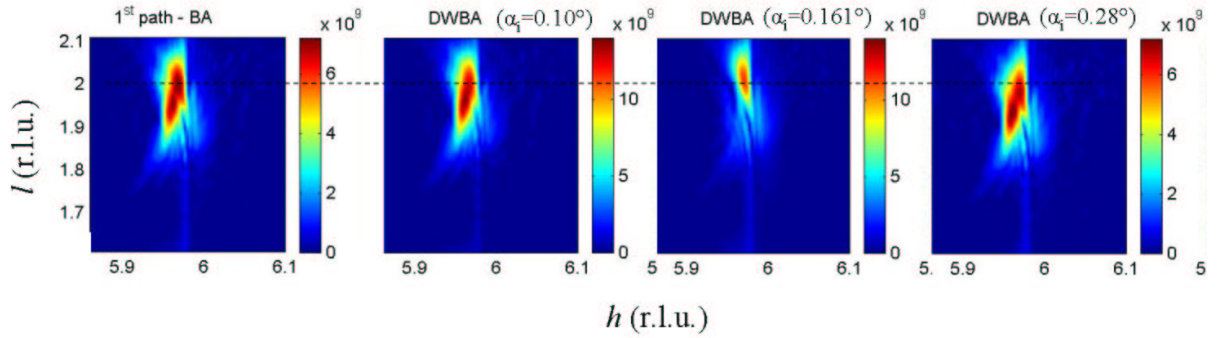 1st path - BA
x 10^9
DWBA (αi=0.10°)
x 10^9
DWBA (αi=0.161°)
x 10^9
DWBA (αi=0.28°)
x 10^9
l (r.l.u.)
2.1
2
1.9
1.8
1.7
6
4
2
0
10
5
0
10
5
0
6
4
2
0
5.9 6 6.1
5.9 6 6.1
5 5.9 6 6.1
5. 5.9 6 6.1 5
h (r.l.u.)